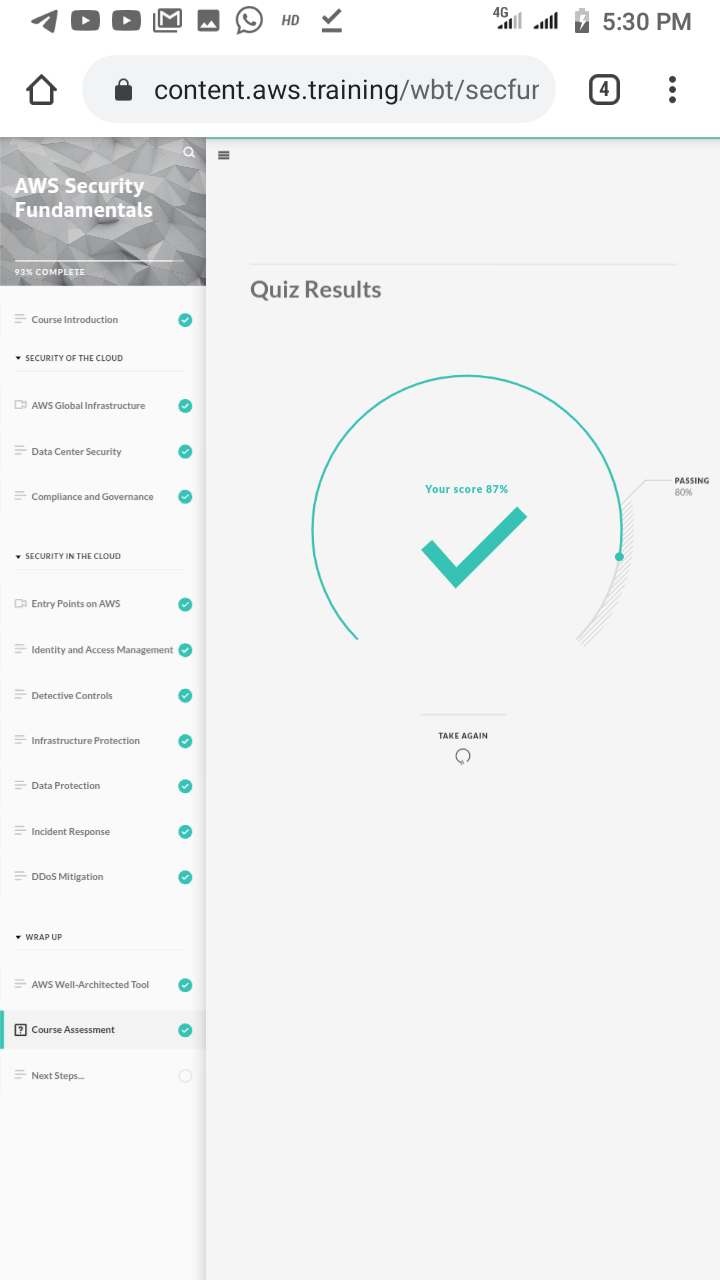 HD
4G
5:30 PM
content.aws.training/wbt/secfur
4
AWS Security
Fundamentals
93% COMPLETE
Course Introduction
SECURITY OF THE CLOUD
AWS Global Infrastructure
Data Center Security
Compliance and Governance
SECURITY IN THE CLOUD
Entry Points on AWS
Identity and Access Management
Detective Controls
Infrastructure Protection
Data Protection
Incident Response
DDoS Mitigation
WRAP UP
AWS Well-Architected Tool
Course Assessment
Next Steps...
Quiz Results
Your score 87%
PASSING
80%
TAKE AGAIN